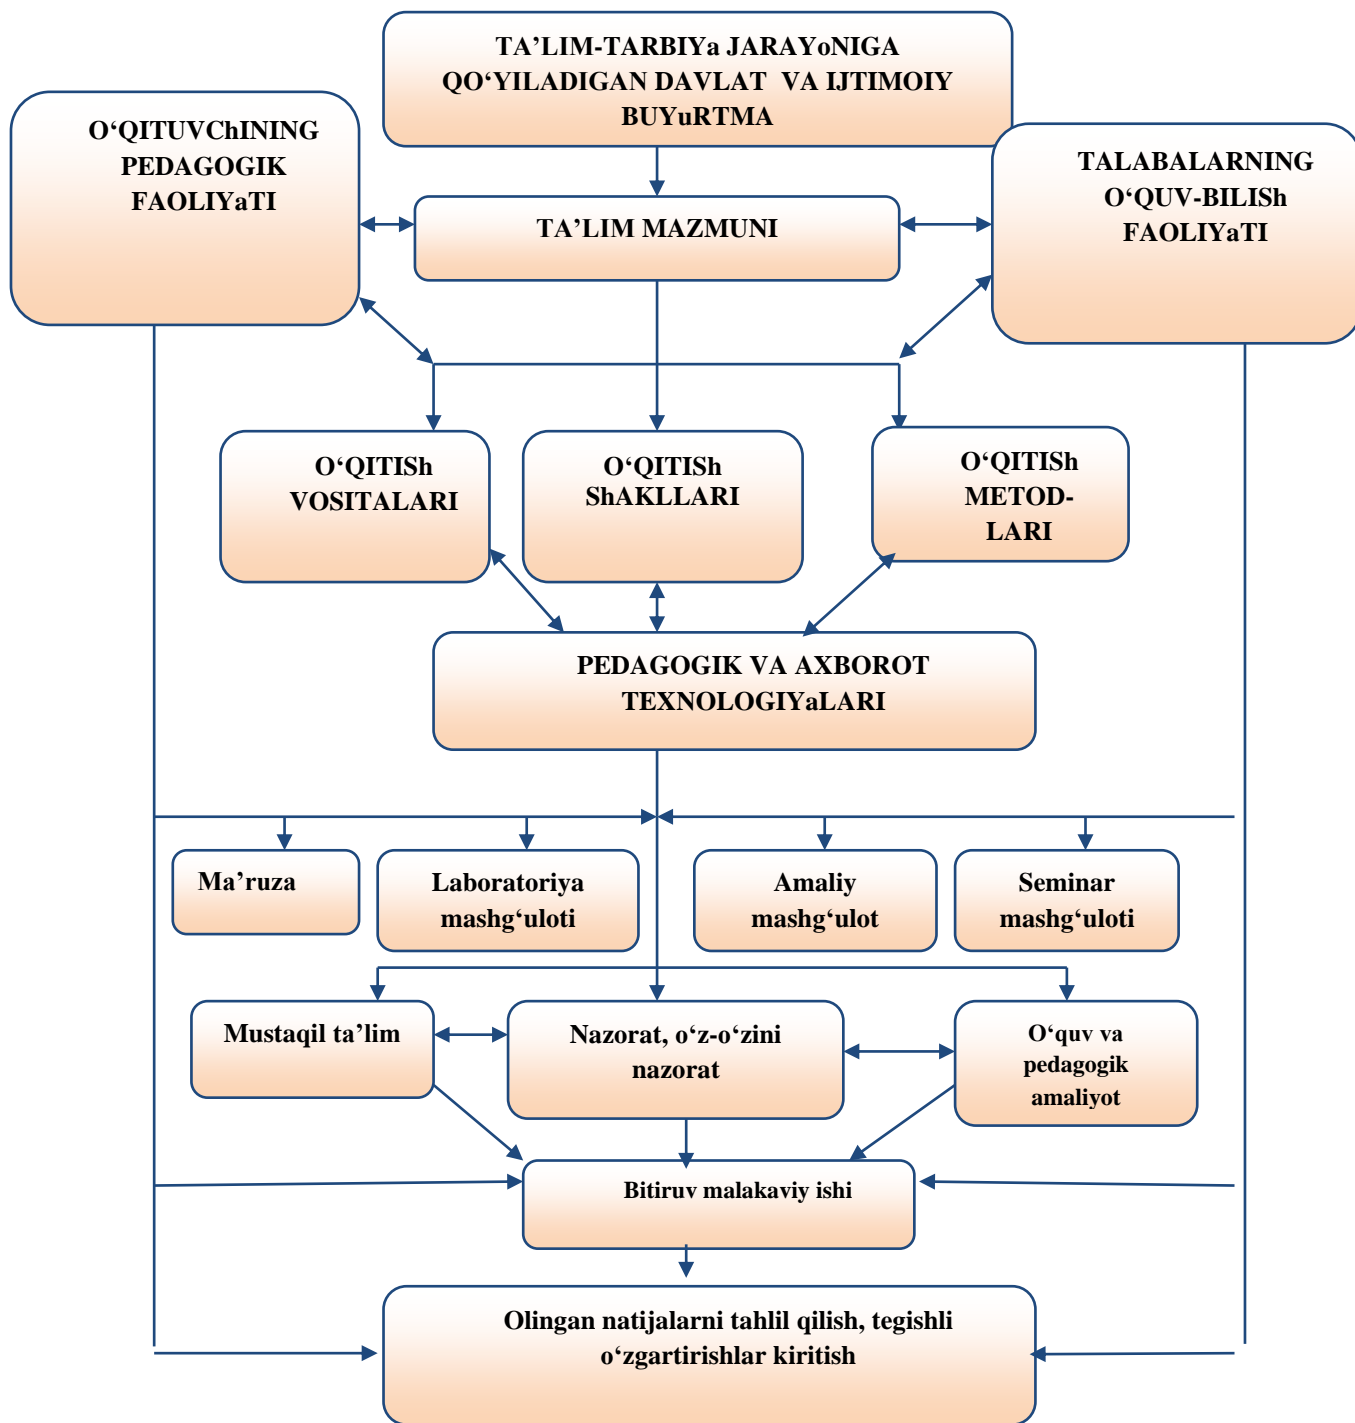 TA’LIM-TARBIYa JARAYoNIGA
QO‘YILADIGAN DAVLAT VA IJTIMOIY
BUYuRTMA
O‘QITUVChINING
PEDAGOGIK
FAOLIYaTI
TALABALARNING
O‘QUV-BILISh
FAOLIYaTI
TA’LIM MAZMUNI
O‘QITISh
VOSITALARI
O‘QITISh
ShAKLLARI
O‘QITISh
METOD-
LARI
PEDAGOGIK VA AXBOROT
TEXNOLOGIYaLARI
Ma’ruza
Laboratoriya
mashg‘uloti
Amaliy
mashg‘ulot
Seminar
mashg‘uloti
Mustaqil ta’lim
Nazorat, o‘z-o‘zini
nazorat
O‘quv va
pedagogik
amaliyot
Bitiruv malakaviy ishi
Olingan natijalarni tahlil qilish, tegishli
o‘zgartirishlar kiritish